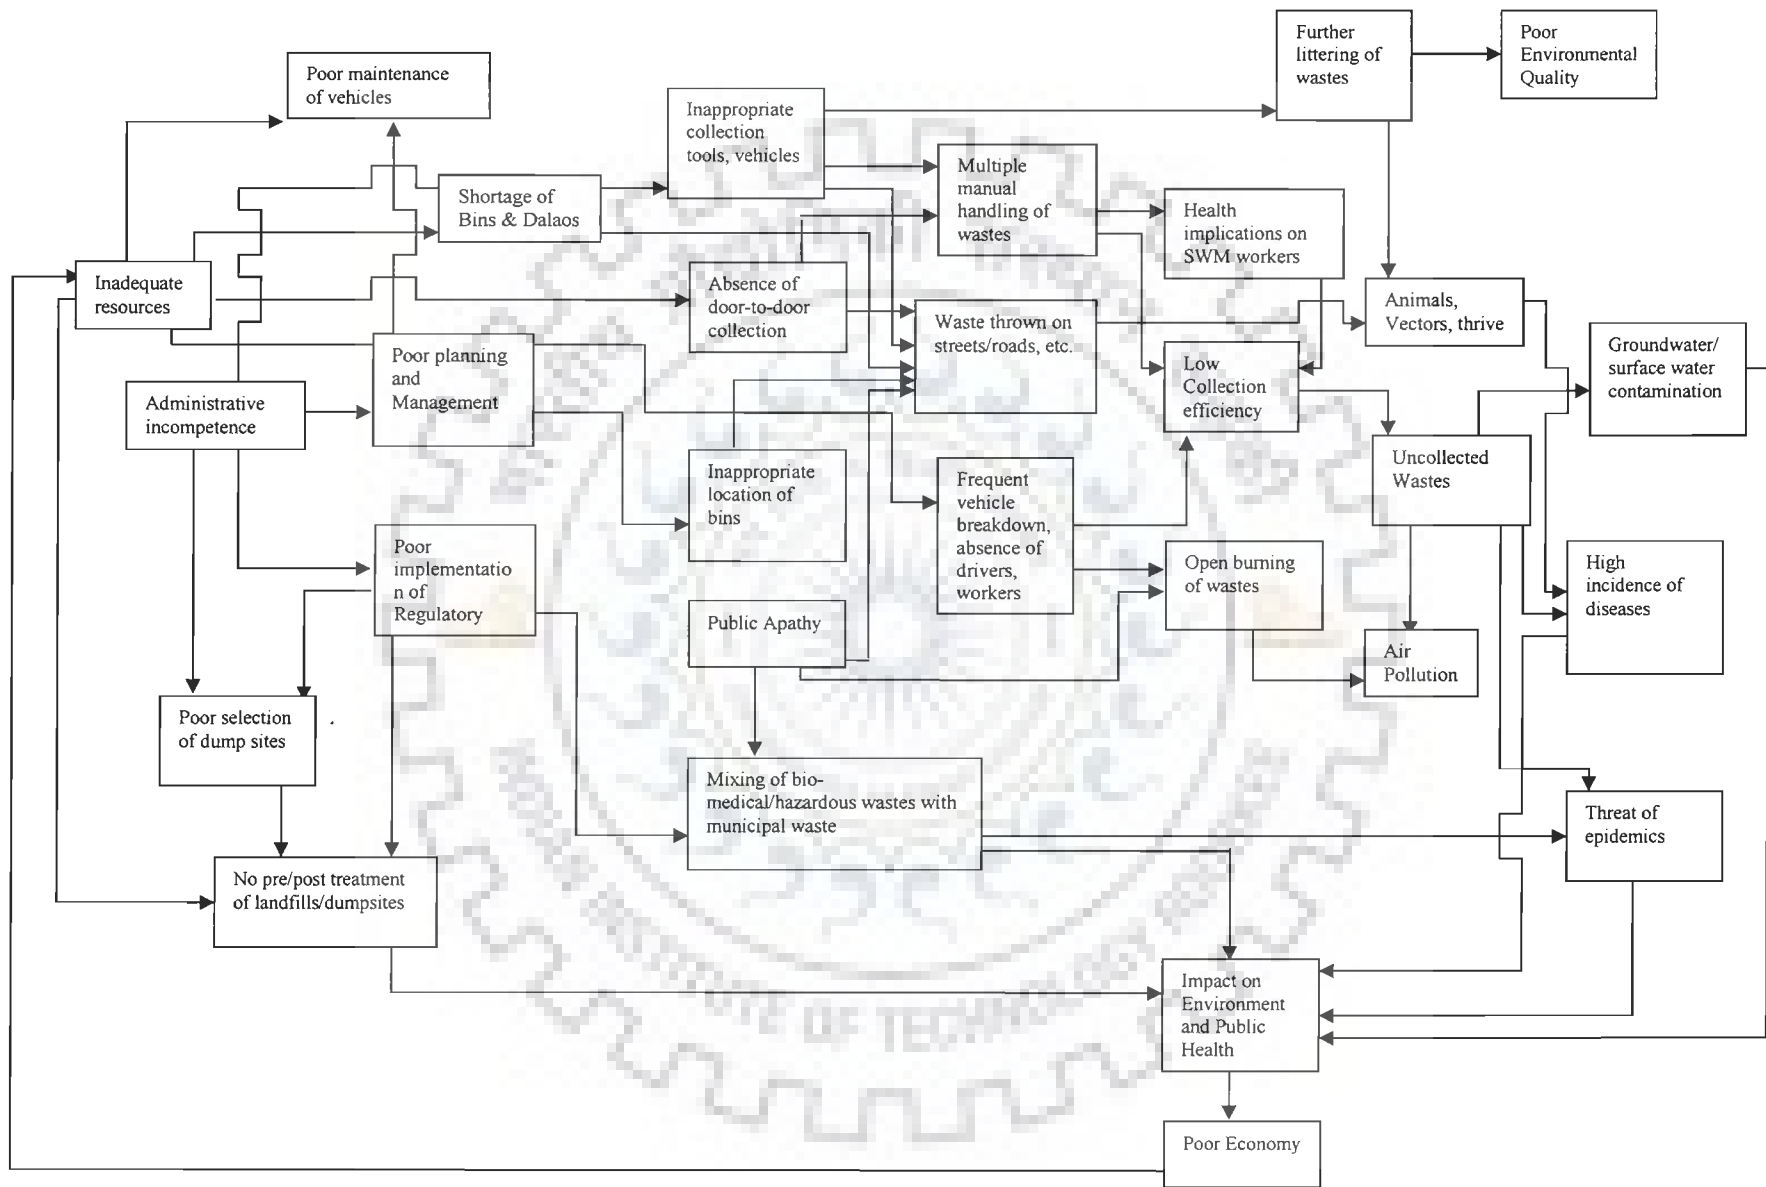 Further
littering of
wastes
Poor
Environmental
Quality
Poor maintenance
of vehicles
Inappropriate
collection
tools, vehicles
Multiple
manual
handling of
wastes
Shortage of
Bins & Dalaos
Health
implications on
SWM workers
Inadequate
resources
Absence of
door-to-door
collection
Animals,
Vectors, thrive
Waste thrown on
streets/roads, etc.
Groundwater/
surface water
contamination
Poor planning
and
Management
Low
Collection
efficiency
Administrative
incompetence
Uncollected
Wastes
Inappropriate
location of
bins
Frequent
vehicle
breakdown,
absence of
drivers,
workers
Poor
implementatio
n of
Regulatory
Open burning
of wastes
High
incidence of
diseases
Public Apathy
Air
Pollution
Poor selection
of dump sites
Mixing of bio-
medical/hazardous wastes with
municipal waste
Threat of
epidemics
No pre/post treatment
of landfills/dumpsites
Impact on
Environment
and Public
Health
Poor Economy
INSTITUTE OF TECHNOLOGY